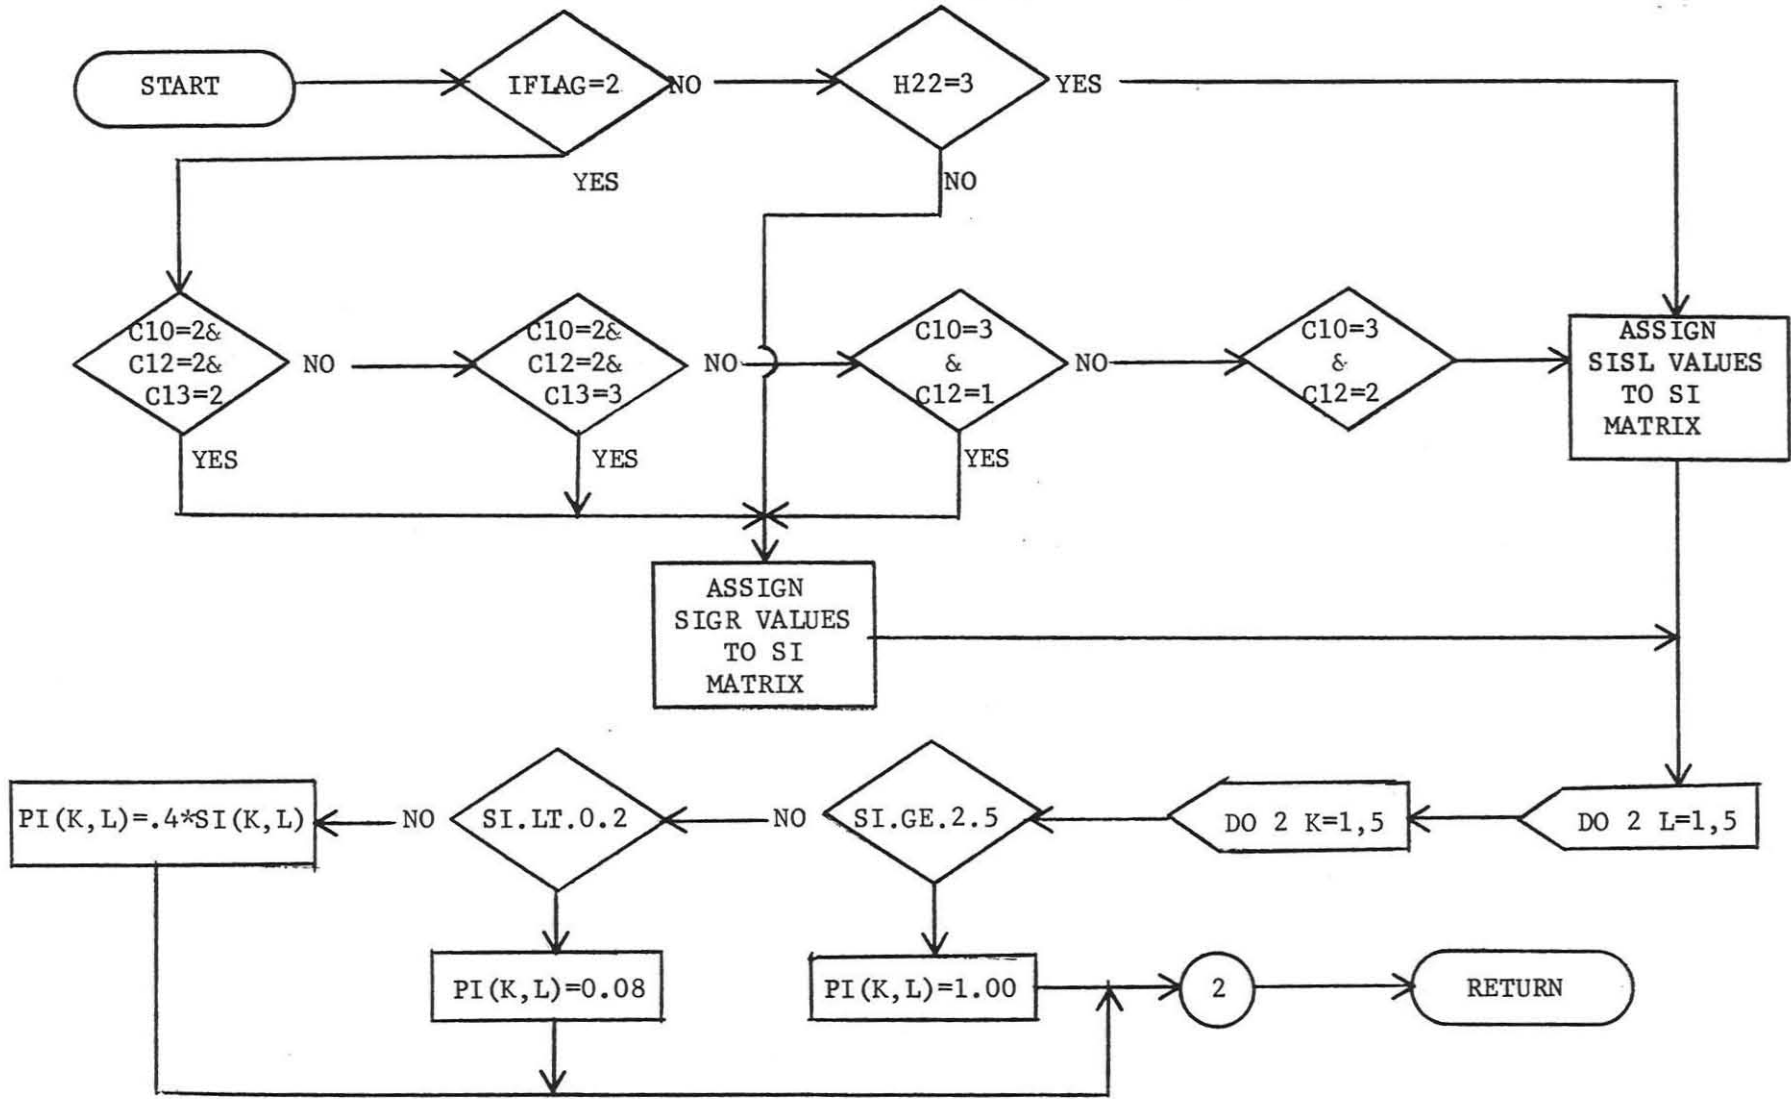 START
IFLAG=2
NO
H22=3
YES
YES
NO
C10=2&
C12=2&
C13=2
NO
C10=2&
C12=2&
C13=3
NO
C10=3
&
C12=1
NO
C10=3
&
C12=2
ASSIGN
SISL VALUES
TO SI
MATRIX
YES
YES
YES
ASSIGN
SIGR VALUES
TO SI
MATRIX
PI(K,L)=.4*SI(K,L)
NO
SI.LT.0.2
NO
SI.GE.2.5
DO 2 K=1,5
DO 2 L=1,5
PI(K,L)=0.08
PI(K,L)=1.00
2
RETURN